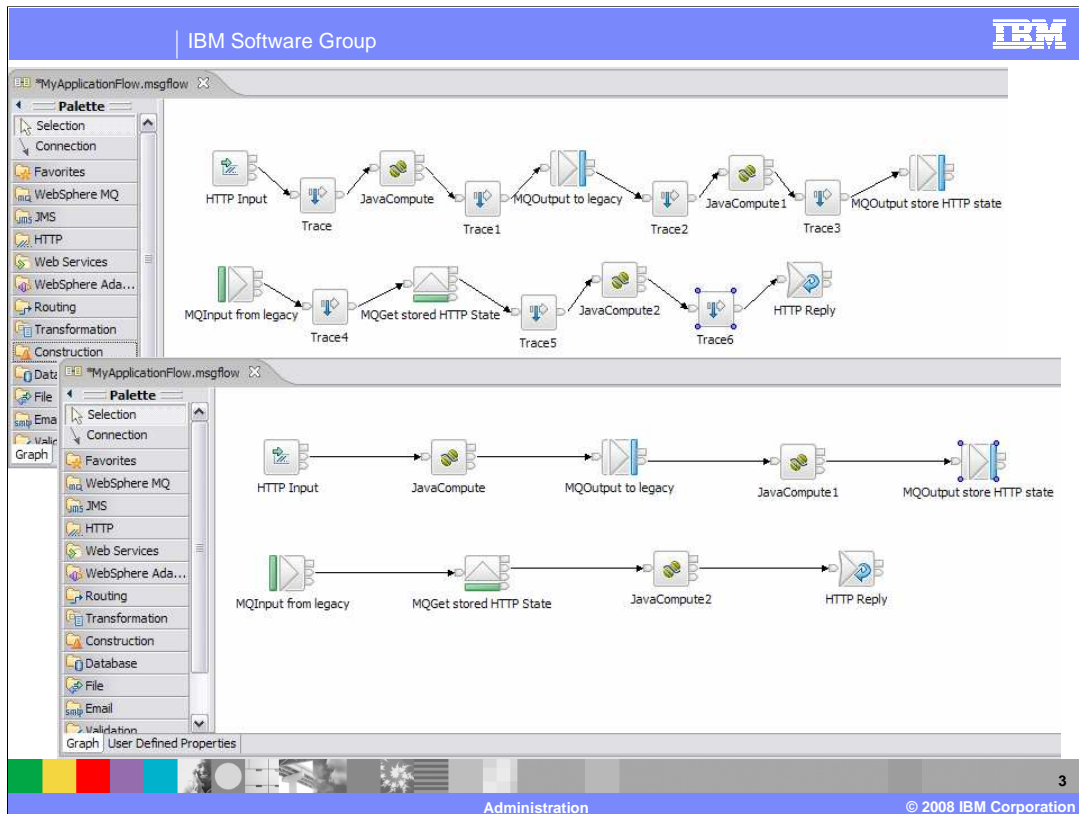 IBM Software Group
IBM
*MyApplicationFlow.msgflow
Palette
Selection
Connection
Favorites
WebSphere MQ
JMS
HTTP
Web Services
WebSphere Ada...
Routing
Transformation
Construction
Data
File
Ema
Valid
Graph
HTTP Input
Trace
JavaCompute
Trace1
MQOutput to legacy
Trace2
JavaCompute1
Trace3
MQOutput store HTTP state
MQInput from legacy
Trace4
MQGet stored HTTP State
Trace5
JavaCompute2
Trace6
HTTP Reply
*MyApplicationFlow.msgflow
Palette
Selection
Connection
Favorites
WebSphere MQ
JMS
HTTP
Web Services
WebSphere Ada...
Routing
Transformation
Construction
Database
File
Email
Validation
Graph
User Defined Properties
HTTP Input
JavaCompute
MQOutput to legacy
JavaCompute1
MQOutput store HTTP state
MQInput from legacy
MQGet stored HTTP State
JavaCompute2
HTTP Reply
3
Administration
© 2008 IBM Corporation